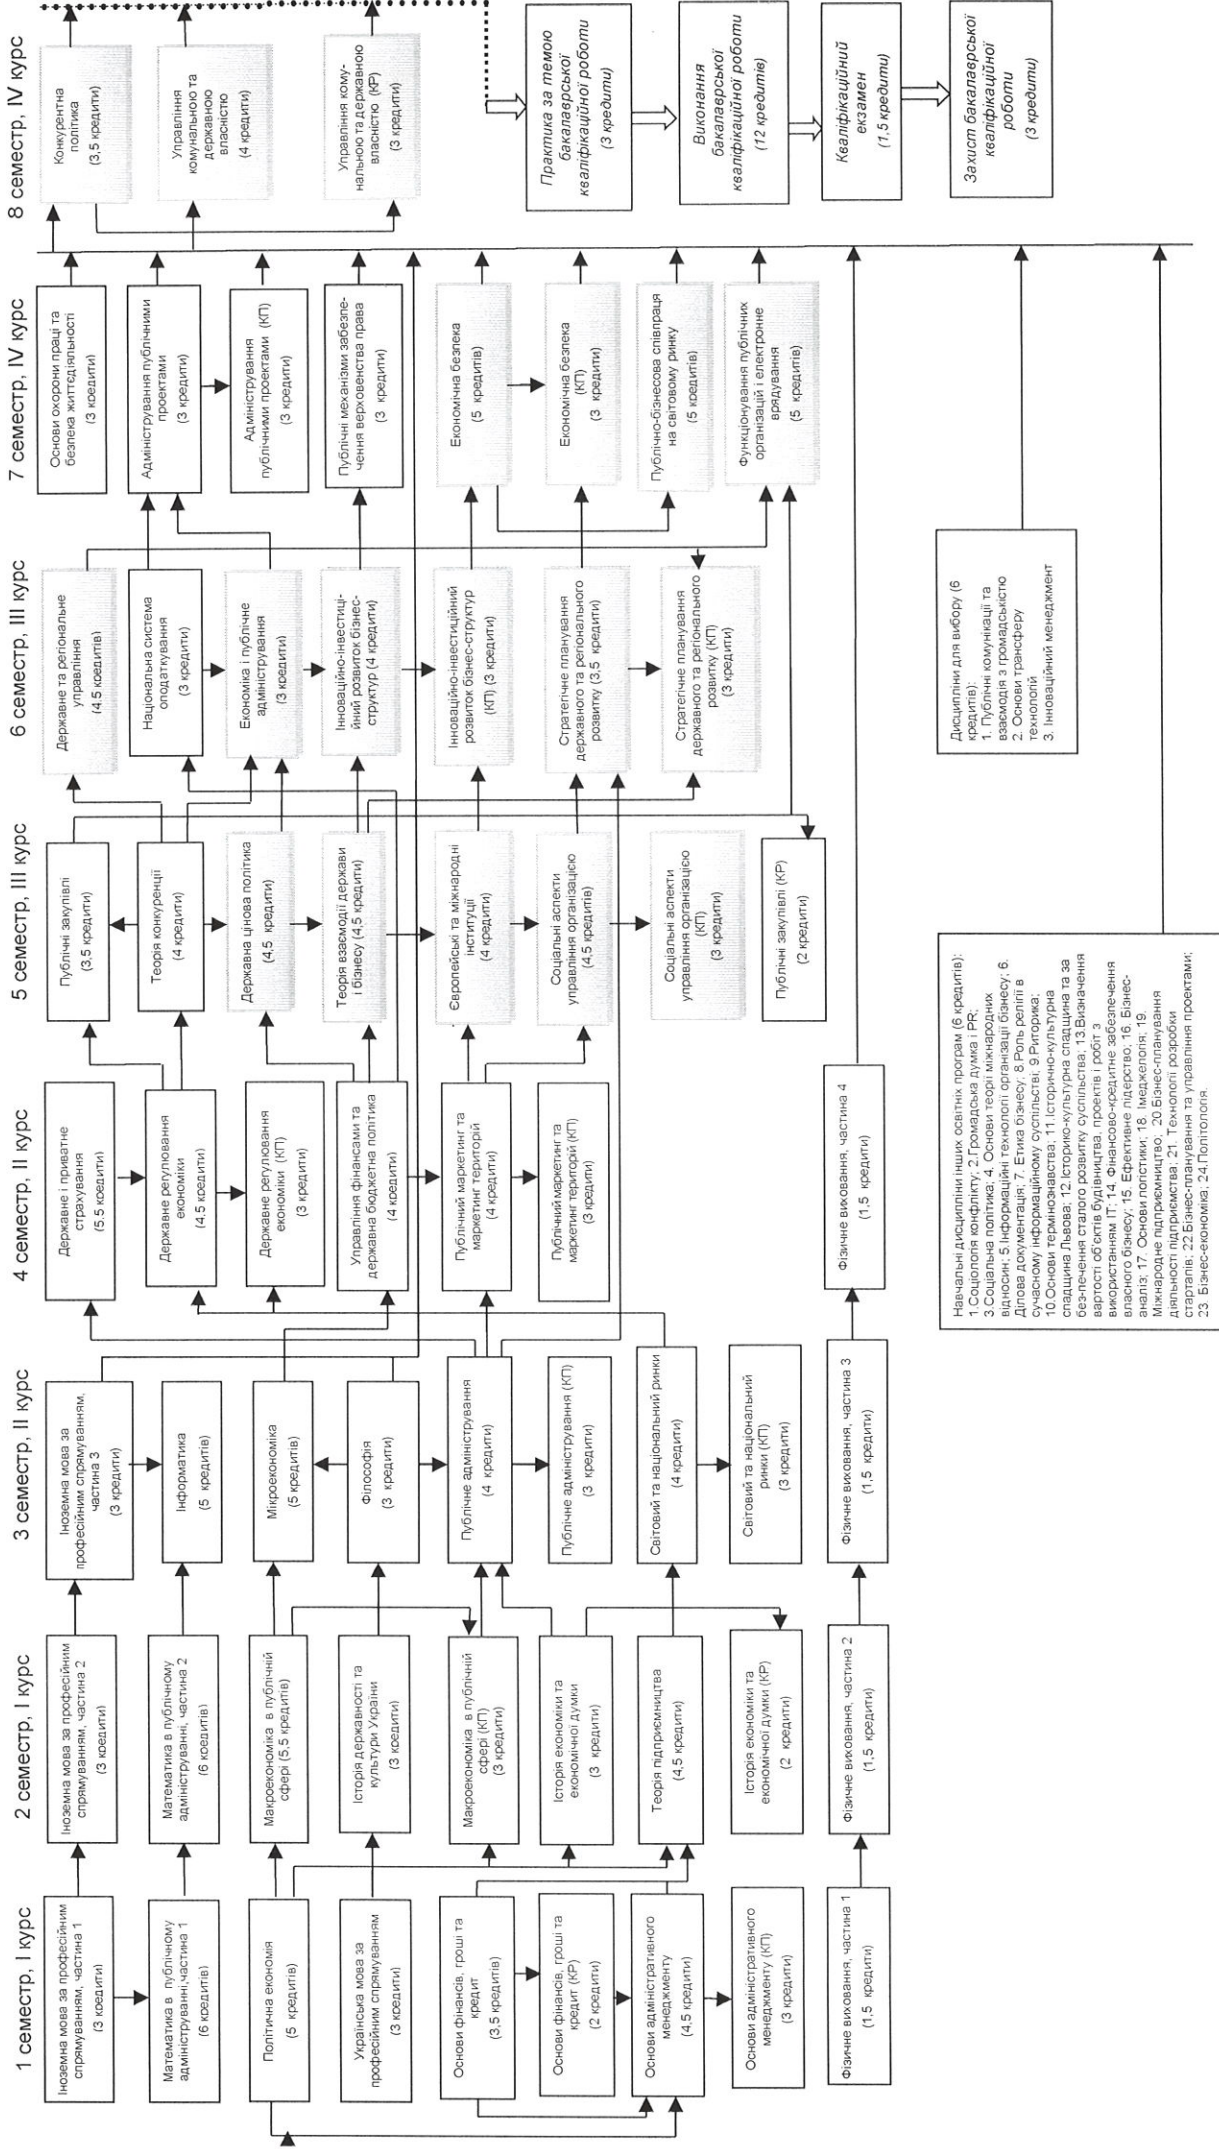 1 семестр, І курс
Іноземна мова за професійним
спрямуванням, частина 1
(3 кредити)
Математика в публічному
адмініструванні,частина 1
(6 кредитів)
Політична економія
(5 кредитів)
Українська мова за
професійним спрямуванням
(3 кредити)
Основи фінансів, гроші та
кредит
(3,5 кредитів)
Основи фінансів, гроші та
кредит (КР)
(2 кредити)
Основи адміністративного
менеджменту
(4,5 кредити)
Основи адміністративного
менеджменту (КП)
(3 кредити)
Фізичне виховання, частина 1
(1,5 кредити)
2 семестр, І курс
Іноземна мова за професійним
спрямуванням, частина 2
(3 кредити)
Математика в публічному
адмініструванні, частина 2
(6 кредитів)
Макроекономіка в публічній
сфері (5,5 кредитів)
Історія державності та
культури України
(3 кредити)
Макроекономіка в публічній
сфері (КП)
(3 кредити)
Історія економіки та
економічної думки
(3 кредити)
Теорія підприємництва
(4,5 кредити)
Історія економіки та
економічної думки (КР)
(2 кредити)
Фізичне виховання, частина 2
(1,5 кредити)
3 семестр, ІІ курс
Іноземна мова за
професійним спрямуванням,
частина 3
(3 кредити)
Інформатика
(5 кредитів)
Мікроекономіка
(5 кредитів)
Філософія
(3 кредити)
Публічне адміністрування
(4 кредити)
Публічне адміністрування (КП)
(3 кредити)
Світовий та національний ринки
(4 кредити)
Світовий та національний
ринки (КП)
(3 кредити)
Фізичне виховання, частина 3
(1,5 кредити)
4 семестр, ІІ курс
Державне і приватне
страхування
(5,5 кредитів)
Державне регулювання
економіки
(4,5 кредити)
Державне регулювання
економіки (КП)
(3 кредити)
Управління фінансами та
державна бюджетна політика
(4 кредити)
Публічний маркетинг та
маркетинг територій
(4 кредити)
Публічний маркетинг та
маркетинг територій (КП)
(3 кредити)
Фізичне виховання, частина 4
(1,5 кредити)
5 семестр, ІІІ курс
Публічні закупівлі
(3,5 кредити)
Теорія конкуренції
(4 кредити)
Державна цінова політика
(4,5 кредити)
Теорія взаємодії держави
і бізнесу (4,5 кредити)
Європейські та міжнародні
інституції
(4 кредити)
Соціальні аспекти
управління організацією
(4,5 кредитів)
Соціальні аспекти
управління організацією
(КП)
(3 кредити)
Публічні закупівлі (КР)
(2 кредити)
6 семестр, ІІІ курс
Державне та регіональне
управління
(4,5 кредитів)
Національна система
оподаткування
(3 кредити)
Економіка і публічне
адміністрування
(3 кредити)
Інноваційно-інвестиці-
йний розвиток бізнес-
структур (4 кредити)
Інноваційно-інвестиційний
розвиток бізнес-структур
(КП) (3 кредити)
Стратегічне планування
державного та регіонального
розвитку (3,5 кредити)
Стратегічне планування
державного та регіонального
розвитку (КП)
(3 кредити)
7 семестр, IV курс
Основи охорони праці та
безпека життєдіяльності
(3 кредити)
Адміністрування публічними
проектами
(3 кредити)
Адміністрування
публічними проектами (КП)
(3 кредити)
Публічні механізми забезпе-
чення верховенства права
(3 кредити)
Економічна безпека
(5 кредитів)
Економічна безпека
(КП)
(3 кредити)
Публічно-бізнесова співпраця
на світовому ринку
(5 кредитів)
Функціонування публічних
організацій і електронне
врядування
(5 кредитів)
8 семестр, IV курс
Конкурентна
політика
(3,5 кредити)
Управління
комунальною та
державною
власністю
(4 кредити)
Управління кому-
нальною та державною
власністю (КР)
(3 кредити)
Практика за темою
бакалаврської
кваліфікаційної роботи
(3 кредити)
Виконання
бакалаврської
кваліфікаційної роботи
(12 кредитів)
Кваліфікаційний
екзамен
(1,5 кредити)
Захист бакалаврської
кваліфікаційної
роботи
(3 кредити)
Дисципліни для вибору (6
кредитів):
1. Публічні комунікації та
взаємодія з громадськістю
2. Основи трансферу
технологій
3. Інноваційний менеджмент
Навчальні дисципліни інших освітніх програм (6 кредитів):
1.Соціологія конфлікту; 2.Громадська думка і PR;
3.Соціальна політика; 4. Основи теорії міжнародних
відносин; 5.Інформаційні технології організації бізнесу; 6.
Ділова документація; 7. Етика бізнесу; 8.Роль релігії в
сучасному інформаційному суспільстві; 9.Риторика;
10.Основи термінознавства; 11.Історично-культурна
спадщина Львова; 12. Історико-культурна спадщина та за
без-печення сталого розвитку суспільства; 13.Визначення
вартості об'єктів будівництва, проектів і робіт з
використанням ІТ; 14. Фінансово-кредитне забезпечення
власного бізнесу; 15. Ефективне лідерство; 16. Бізнес-
аналіз; 17. Основи логістики; 18. Іміджелогія; 19.
Міжнародне підприємництво; 20 Бізнес-планування
діяльності підприємства; 21. Технології розробки
стартапів; 22.Бізнес-планування та управління проектами;
23. Бізнес-економіка; 24.Політологія.